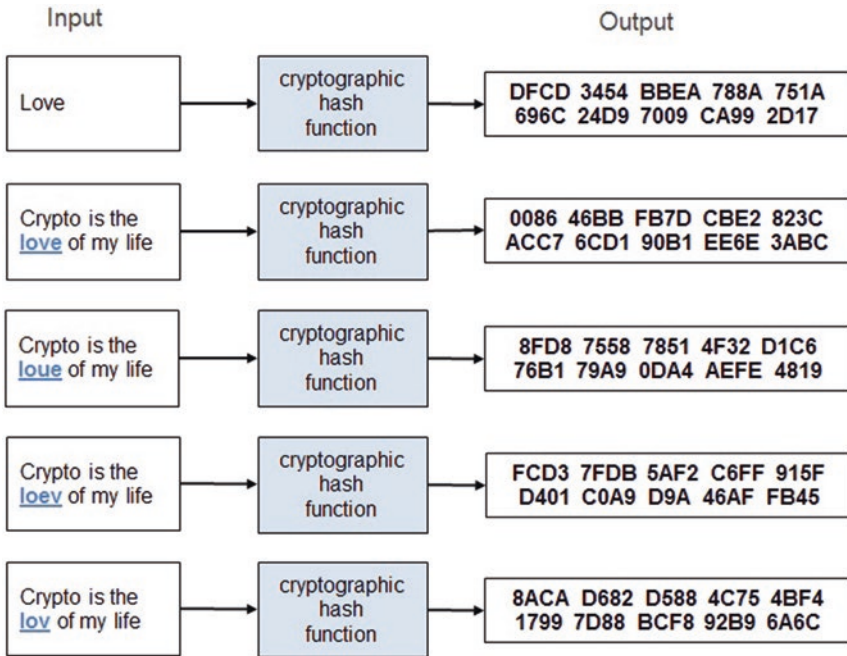 Input
Output
Love
cryptographic
hash
function
DFCD 3454 BBEA 788A 751A
696C 24D9 7009 CA99 2D17
Crypto is the
love of my life
cryptographic
hash
function
0086 46BB FB7D CBE2 823C
ACC7 6CD1 90B1 EE6E 3ABC
Crypto is the
loue of my life
cryptographic
hash
function
8FD8 7558 7851 4F32 D1C6
76B1 79A9 0DA4 AEFE 4819
Crypto is the
loev of my life
cryptographic
hash
function
FCD3 7FDB 5AF2 C6FF 915F
D401 C0A9 D9A 46AF FB45
Crypto is the
lov of my life
cryptographic
hash
function
8ACA D682 D588 4C75 4BF4
1799 7D88 BCF8 92B9 6A6C